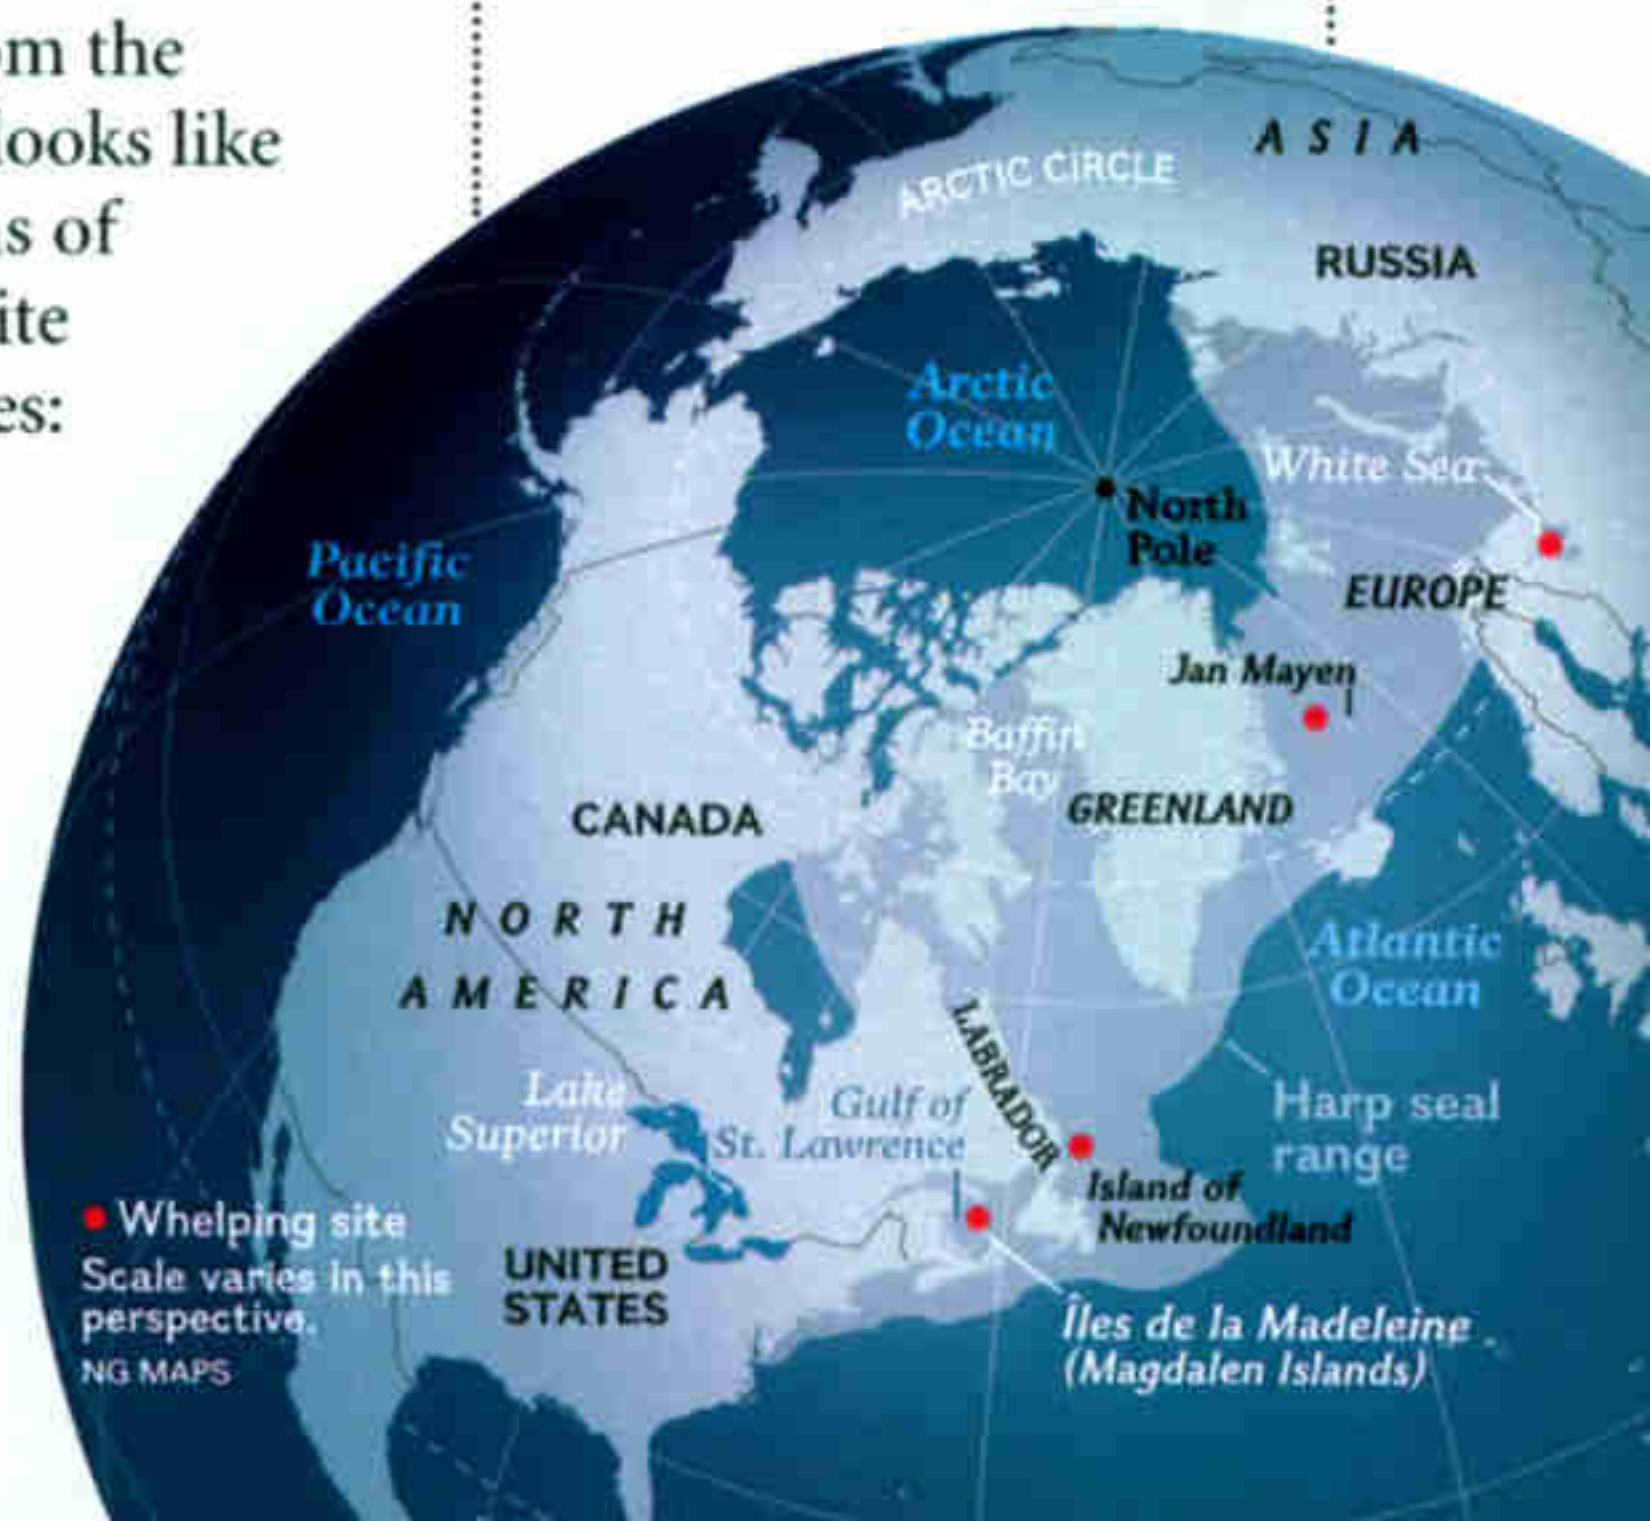 om the
looks like
s of
ite
es:
ASIA
ARCTIC CIRCLE
RUSSIA
Arctic
Ocean
White Sea
North
Pole
Pacific
Ocean
EUROPE
Jan Mayen
Baffin
Bay
GREENLAND
CANADA
NORTH
AMERICA
Atlantic
Ocean
LABRADOR
Lake
Superior
Gulf of
St. Lawrence
Harp seal
range
Island of
Newfoundland
Whelping site
Scale varies in this
perspective.
NG MAPS
UNITED
STATES
Îles de la Madeleine
(Magdalen Islands)